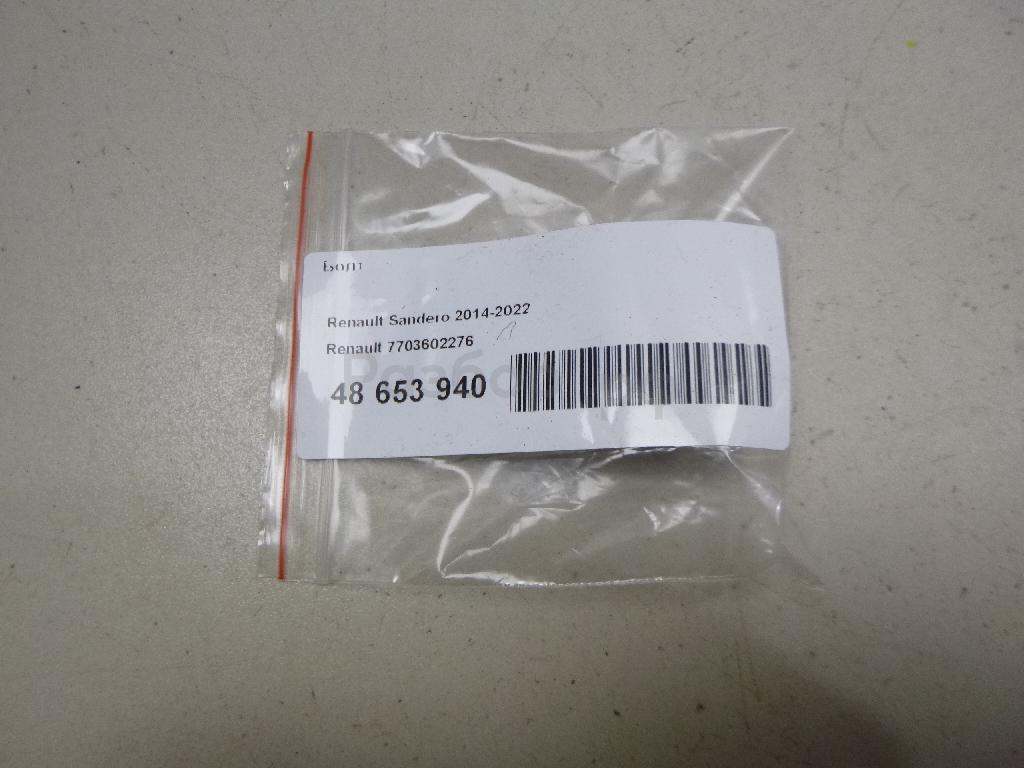 Болт
Renault Sandero 2014-2022
Renault 7703602276
48 653 940